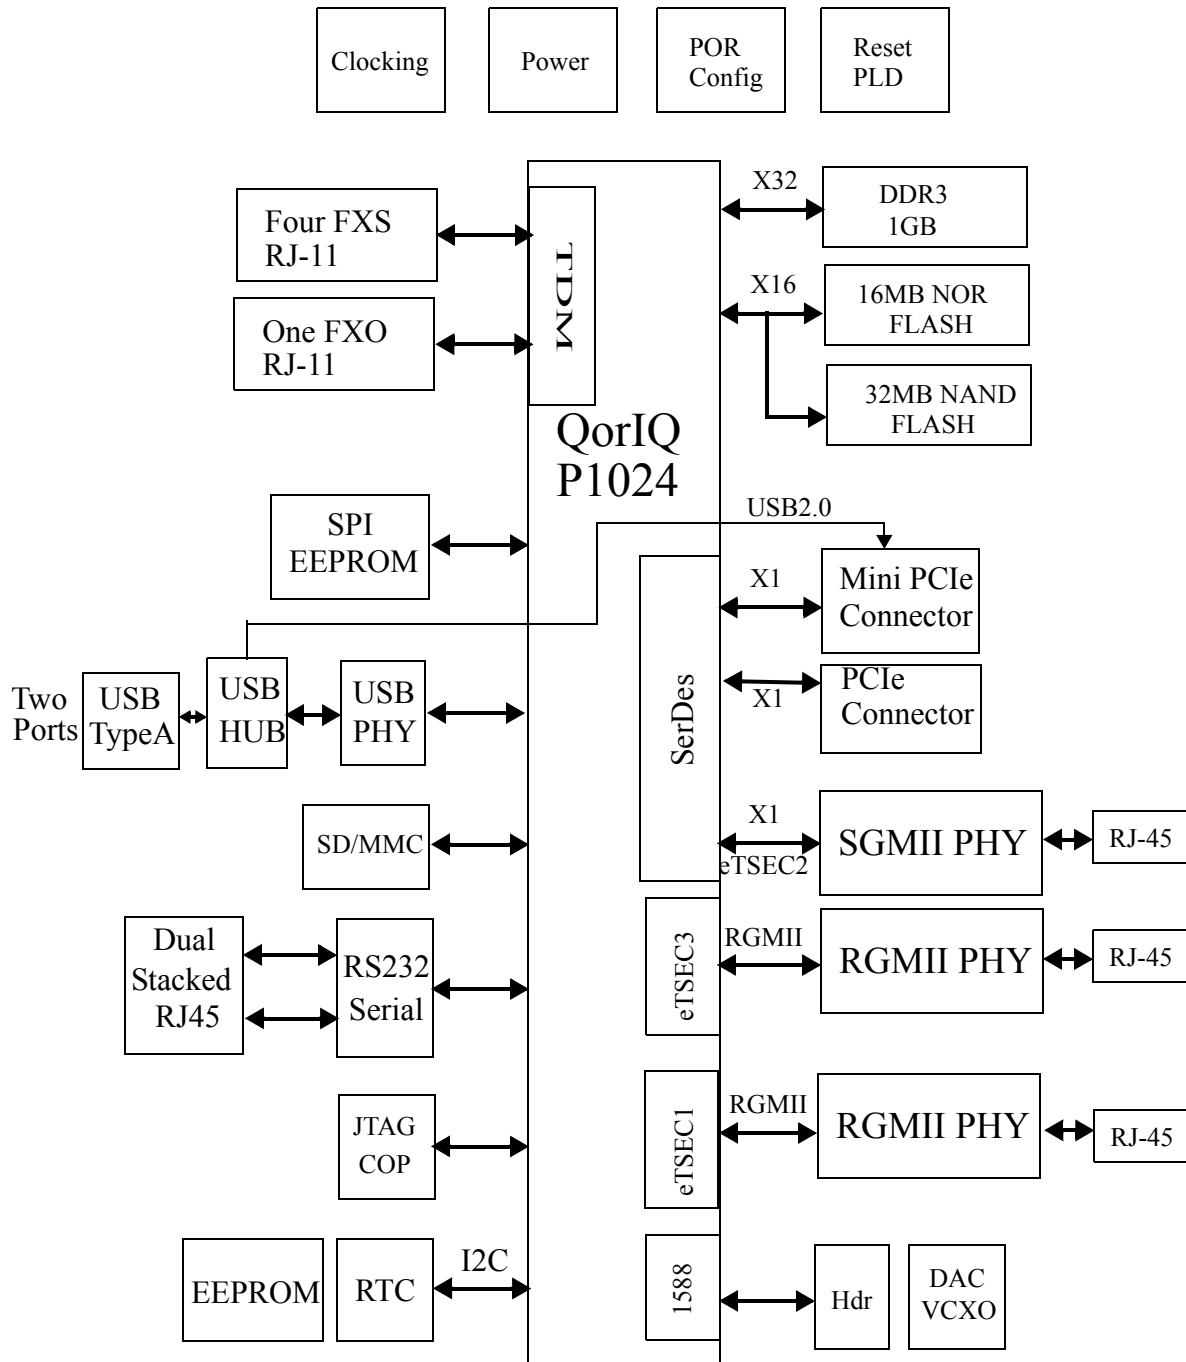 Clocking
Power
POR
Config
Reset
PLD
Four FXS
RJ-11
One FXO
RJ-11
TDM
QorIQ
P1024
X32
DDR3
1GB
X16
16MB NOR
FLASH
32MB NAND
FLASH
SPI
EEPROM
USB2.0
Two
Ports
USB
TypeA
USB
HUB
USB
PHY
SerDes
X1
Mini PCIe
Connector
X1
PCIe
Connector
SD/MMC
X1
eTSEC2
SGMII PHY
RJ-45
Dual
Stacked
RJ45
RS232
Serial
eTSEC3
RGMII
RGMII PHY
RJ-45
JTAG
COP
eTSEC1
RGMII
RGMII PHY
RJ-45
EEPROM
RTC
I2C
1588
Hdr
DAC
VCXO